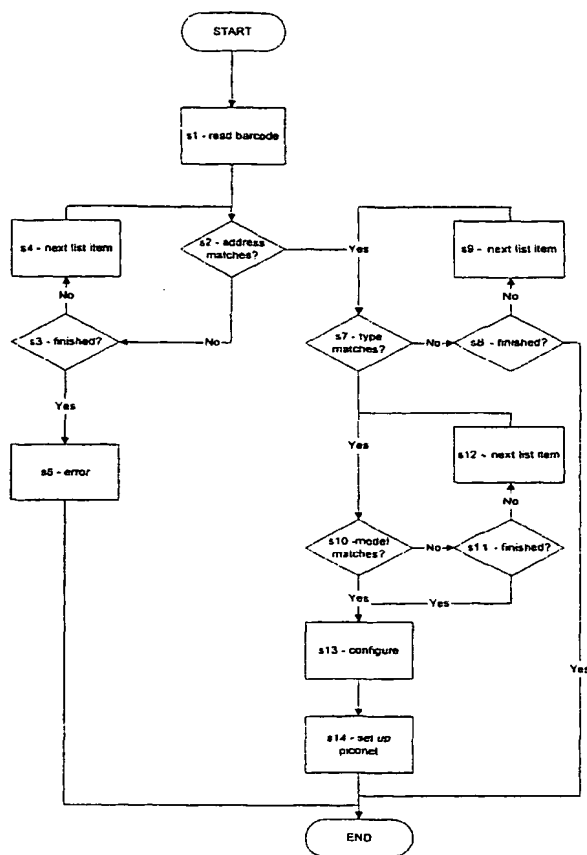 START
s1 - read barcode
s4 - next list item
s2 - address
matches?
Yes
s9 - next list item
No
No
s3 - finished?
No
s7 - type
matches?
No
s8 - finished?
Yes
s5 - error
Yes
s12 - next list item
No
s10 -model
matches?
No
s11 - finished?
Yes
Yes
Yes
s13 - configure
s14 - set up
piconet
END